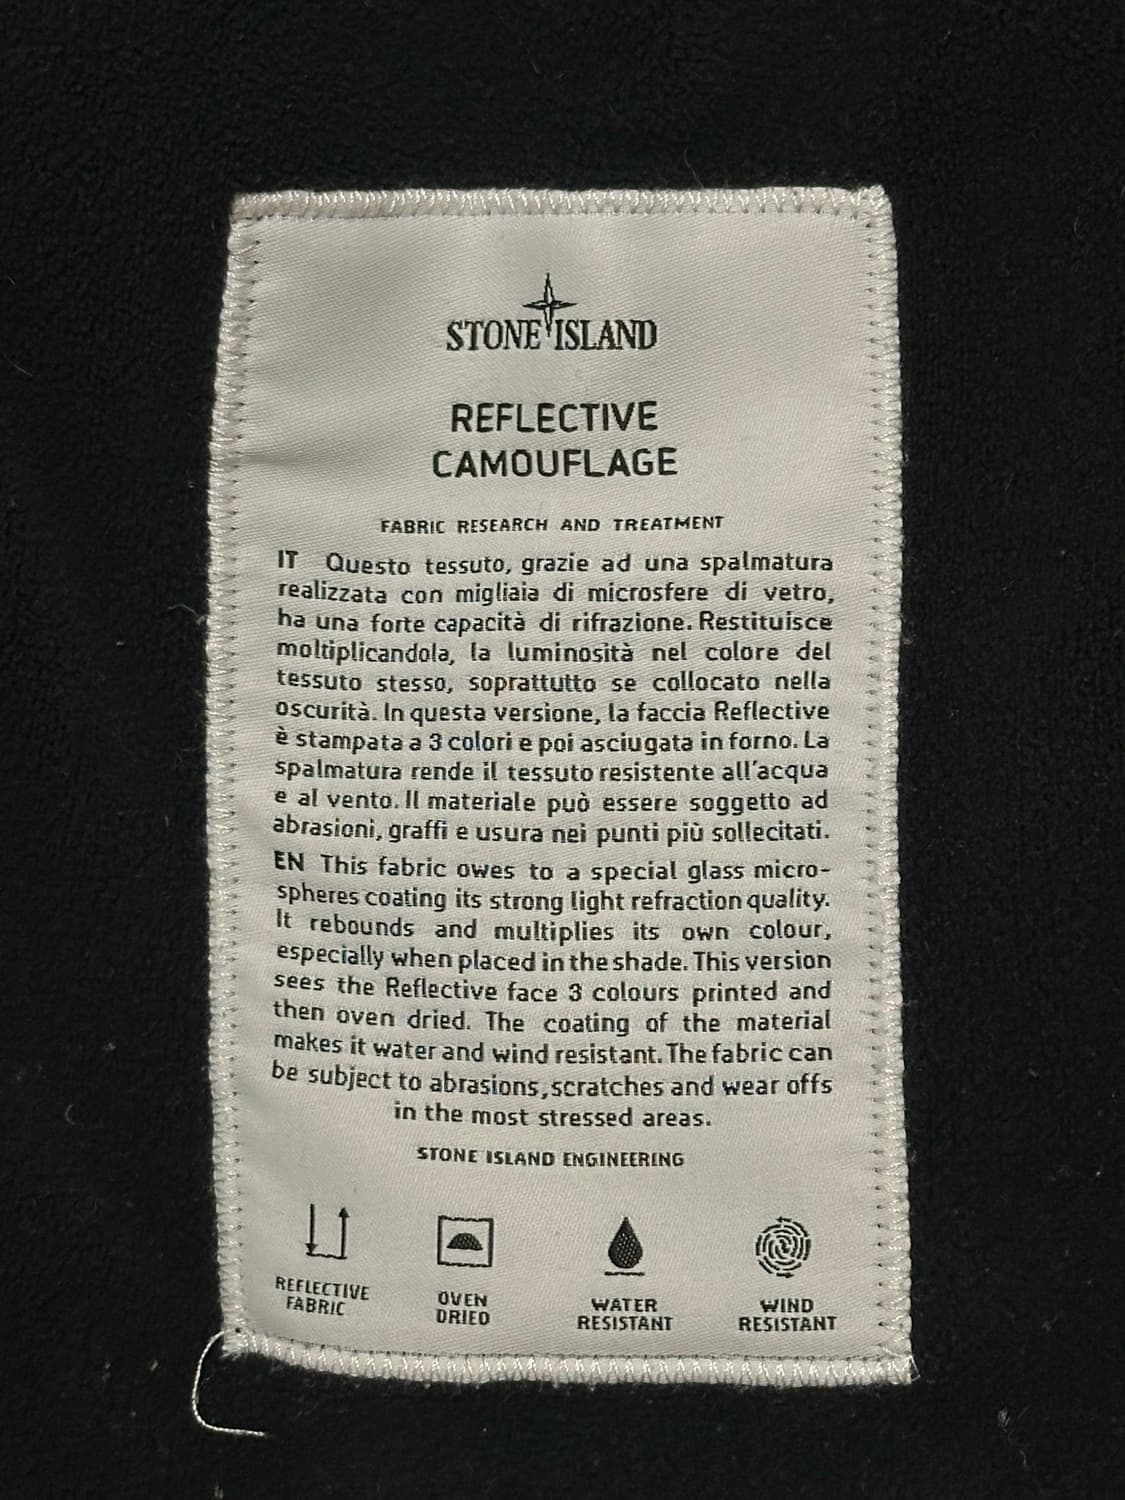 STONE ISLAND
REFLECTIVE
CAMOUFLAGE
FABRIC RESEARCH AND TREATMENT
IT Questo tessuto, grazie ad una spalmatura
realizzata con migliaia di microsfere di vetro,
ha una forte capacità di rifrazione. Restituisce
moltiplicandola, la luminosità nel colore del
tessuto stesso, soprattutto se collocato nella
oscurità. In questa versione, la faccia Reflective
è stampata a 3 colori e poi asciugata in forno. La
spalmatura rende il tessuto resistente all'acqua
e al vento. Il materiale può essere soggetto ad
abrasioni, graffi e usura nei punti più sollecitati.
EN This fabric owes to a special glass micro-
spheres coating its strong light refraction quality.
It rebounds and multiplies its own colour,
especially when placed in the shade. This version
sees the Reflective face 3 colours printed and
then oven dried. The coating of the material
makes it water and wind resistant. The fabric can
be subject to abrasions, scratches and wear offs
in the most stressed areas.
STONE ISLAND ENGINEERING
REFLECTIVE
FABRIC
OVEN
DRIED
WATER
RESISTANT
WIND
RESISTANT